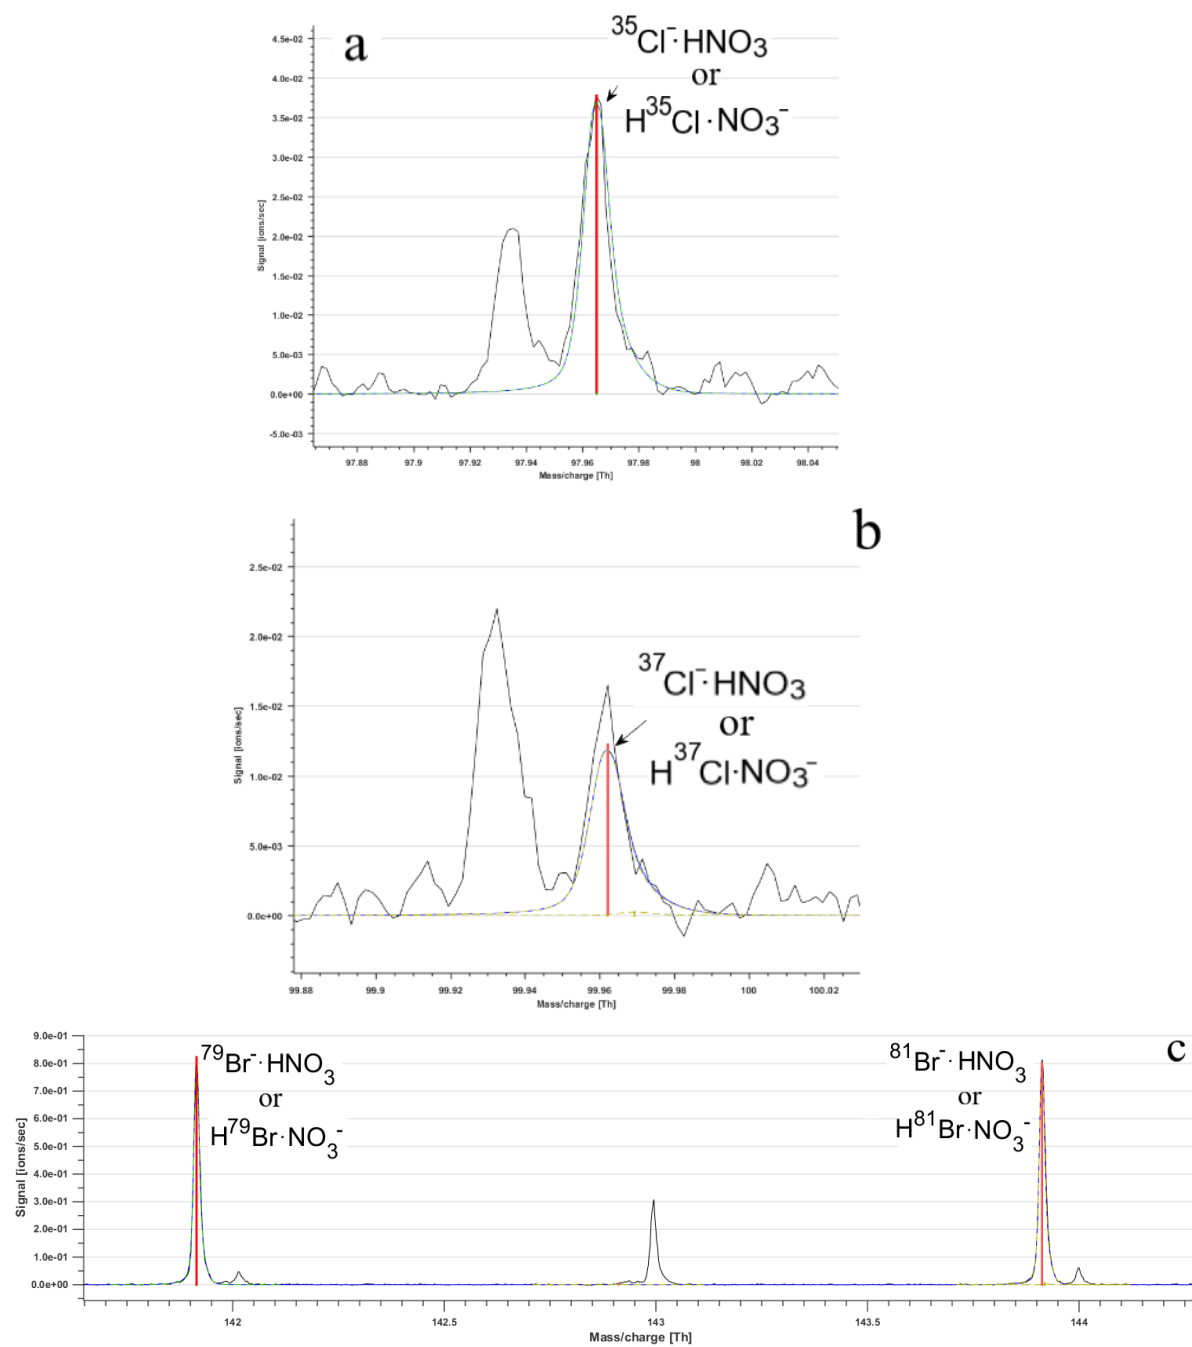 a
³⁵Cl⁻·HNO₃
or
H³⁵Cl·NO₃⁻
4.5e-02
4.0e-02
3.5e-02
3.0e-02
2.5e-02
2.0e-02
1.5e-02
1.0e-02
5.0e-03
0.0e+00
-5.0e-03
Signal [ions/sec]
97.88 97.9 97.92 97.94 97.96 97.98 98 98.02 98.04
Mass/charge [Th]
b
³⁷Cl⁻·HNO₃
or
H³⁷Cl·NO₃⁻
2.5e-02
2.0e-02
1.5e-02
1.0e-02
5.0e-03
0.0e+00
Signal [ions/sec]
99.88 99.9 99.92 99.94 99.96 99.98 100 100.02
Mass/charge [Th]
c
⁷⁹Br⁻·HNO₃
or
H⁷⁹Br·NO₃⁻
⁸¹Br⁻·HNO₃
or
H⁸¹Br·NO₃⁻
9.0e-01
8.0e-01
7.0e-01
6.0e-01
5.0e-01
4.0e-01
3.0e-01
2.0e-01
1.0e-01
0.0e+00
Signal [ions/sec]
142 142.5 143 143.5 144
Mass/charge [Th]